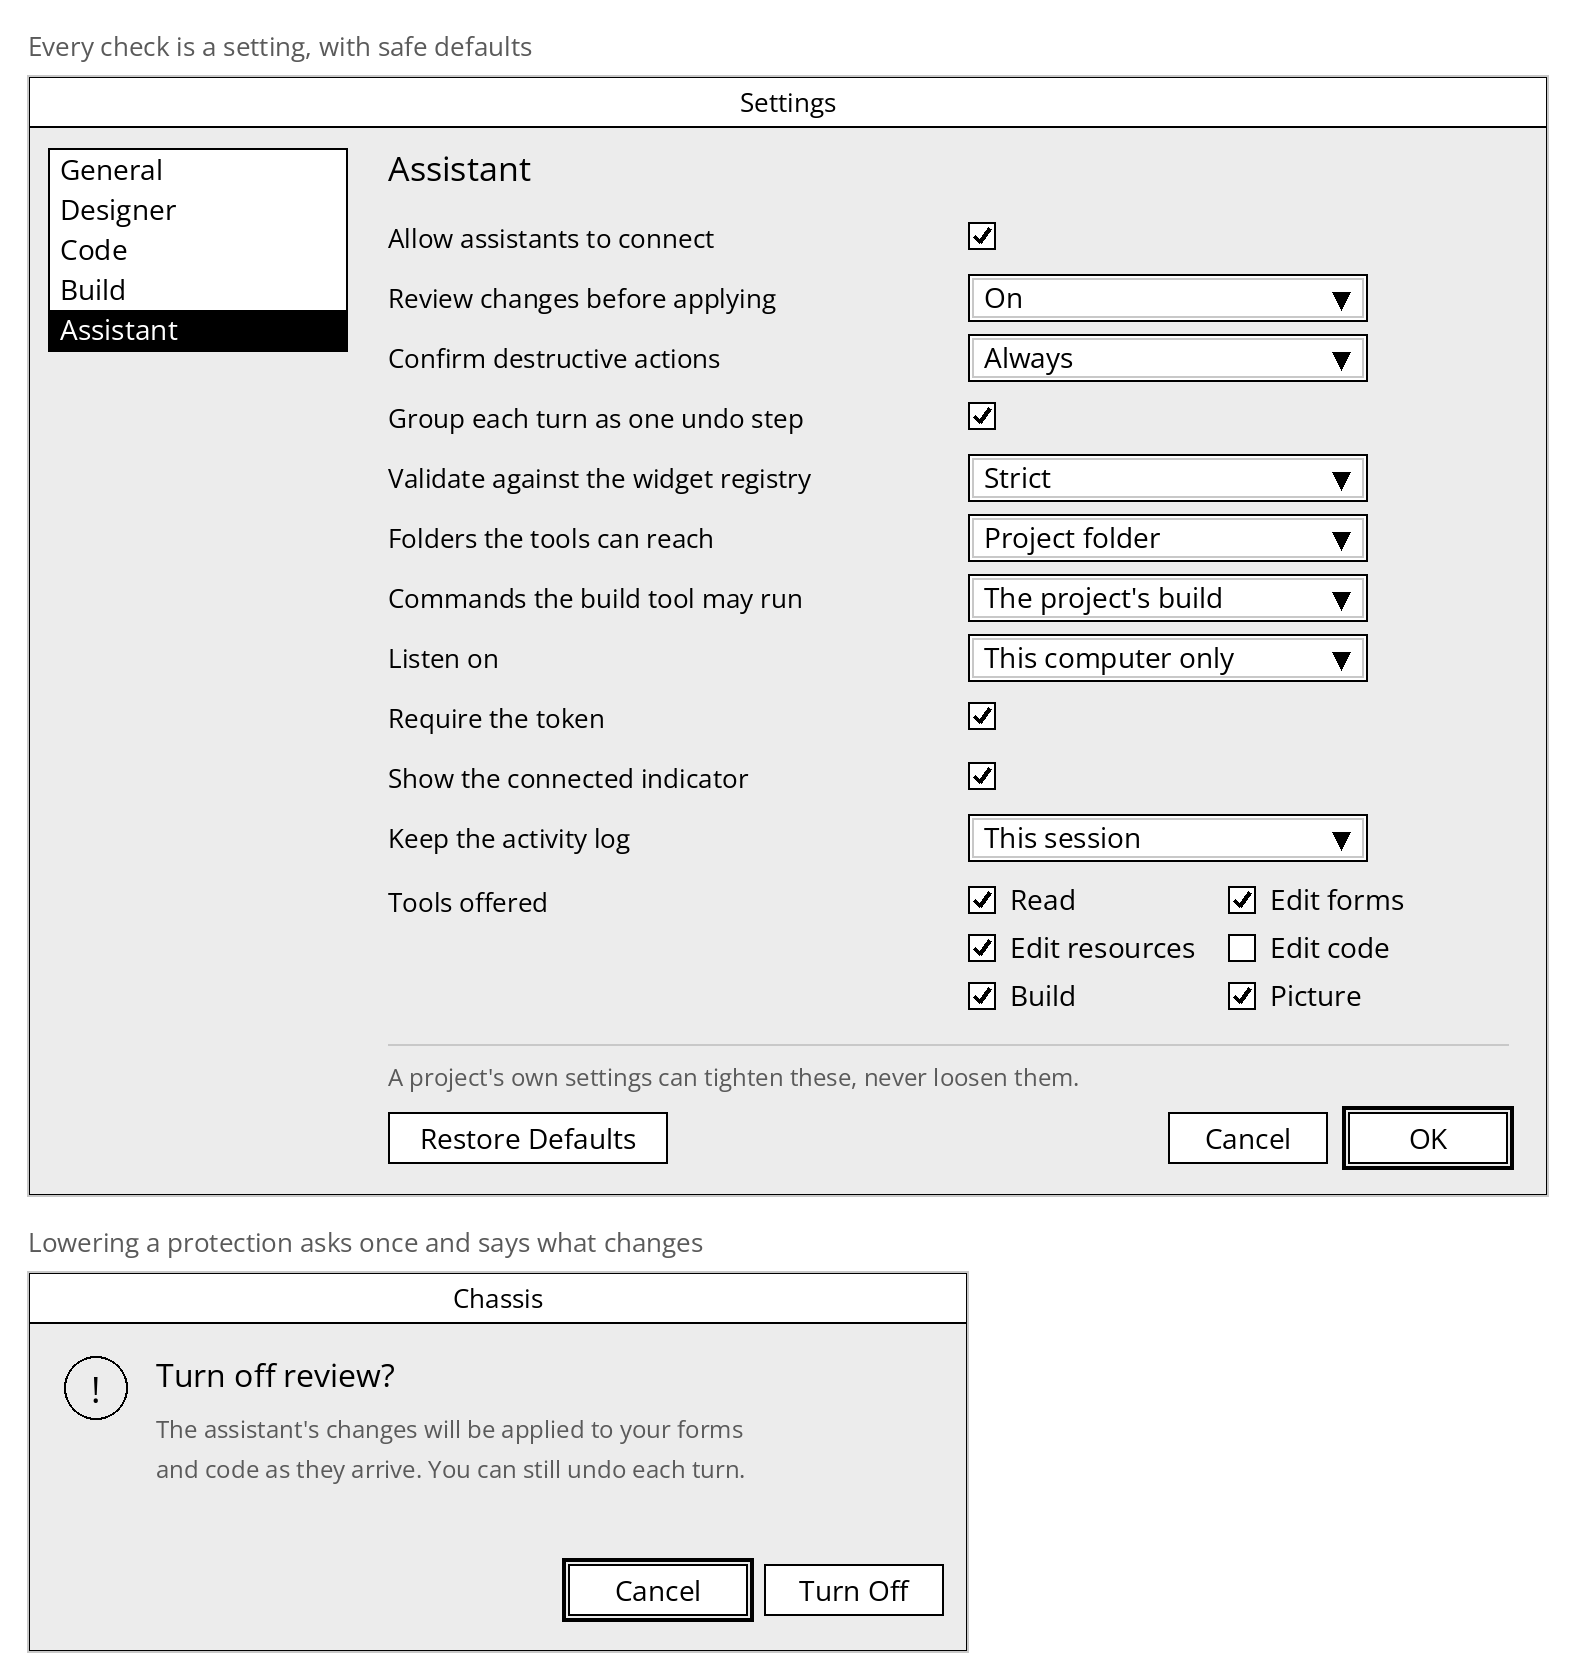 Every check is a setting, with safe defaults
Settings
General
Designer
Code
Build
Assistant
Assistant
Allow assistants to connect
Review changes before applying On
Confirm destructive actions Always
Group each turn as one undo step
Validate against the widget registry Strict
Folders the tools can reach Project folder
Commands the build tool may run The project's build
Listen on This computer only
Require the token
Show the connected indicator
Keep the activity log This session
Tools offered Read Edit forms
Edit resources Edit code
Build Picture
A project's own settings can tighten these, never loosen them.
Restore Defaults Cancel OK
Lowering a protection asks once and says what changes
Chassis
! Turn off review?
The assistant's changes will be applied to your forms
and code as they arrive. You can still undo each turn.
Cancel Turn Off